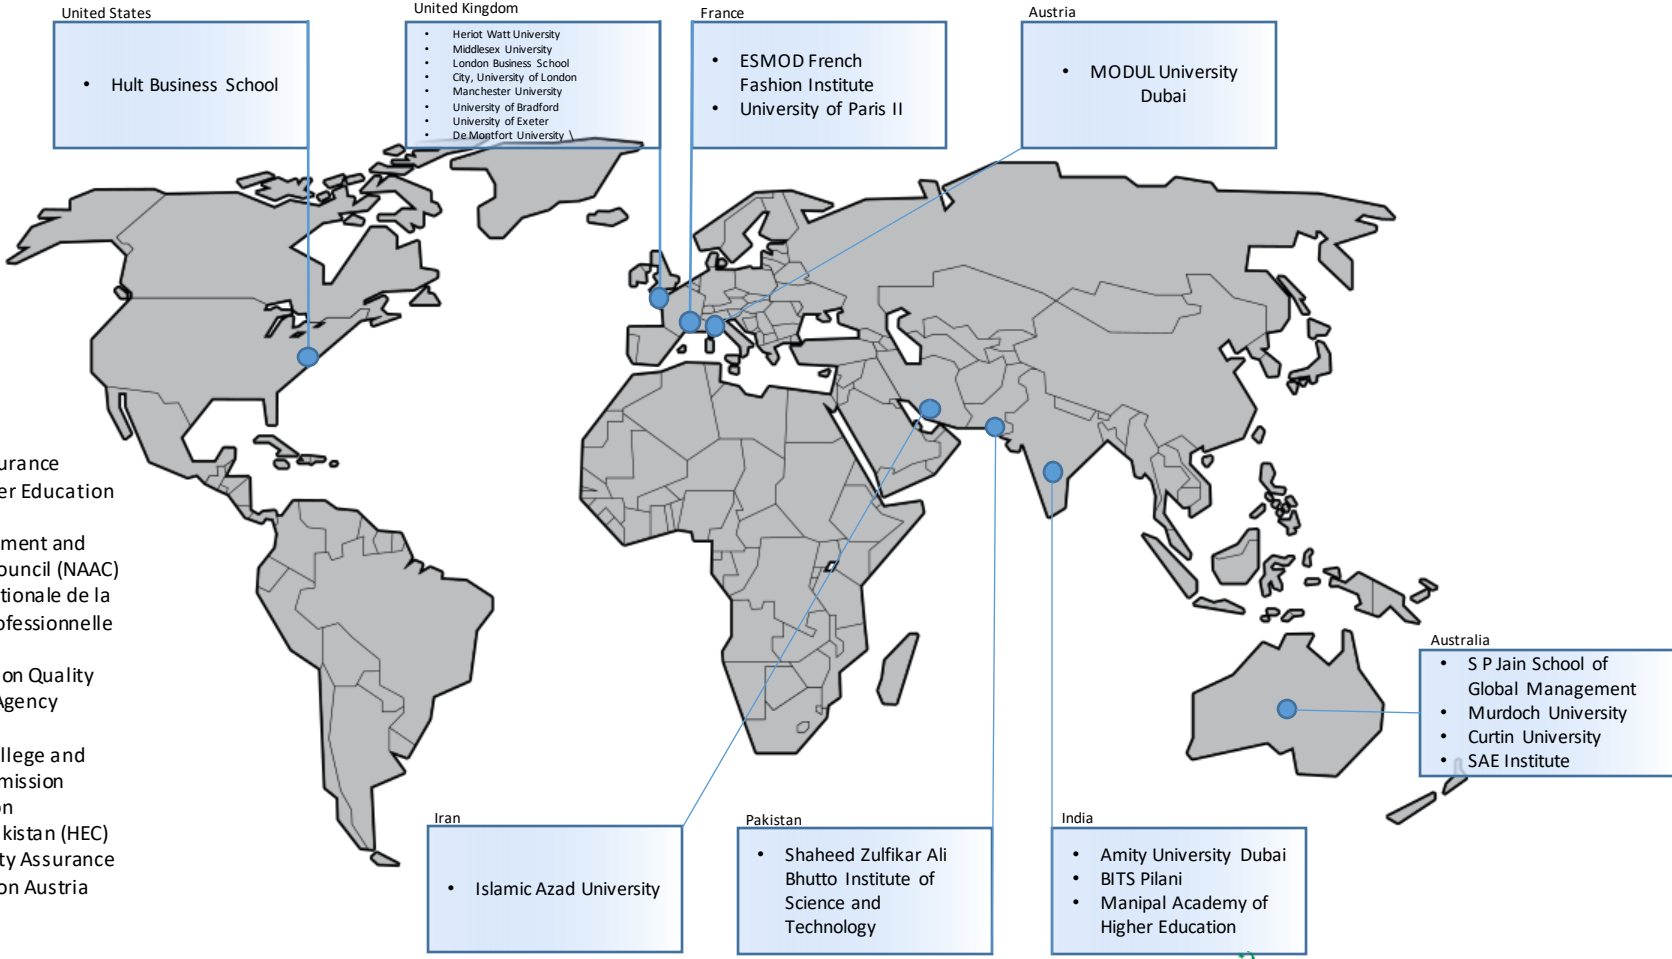 United States
• Hult Business School
United Kingdom
• Heriot Watt University
• Middlesex University
• London Business School
• City, University of London
• Manchester University
• University of Bradford
• University of Exeter
• De Montfort University \
France
• ESMOD French
Fashion Institute
• University of Paris II
Austria
• MODUL University
Dubai
urance
er Education
ment and
ouncil (NAAC)
tionale de la
ofessionnelle
on Quality
Agency
llege and
mission
on
kistan (HEC)
ty Assurance
on Austria
Australia
• S P Jain School of
Global Management
• Murdoch University
• Curtin University
• SAE Institute
Iran
• Islamic Azad University
Pakistan
• Shaheed Zulfikar Ali
Bhutto Institute of
Science and
Technology
India
• Amity University Dubai
• BITS Pilani
• Manipal Academy of
Higher Education